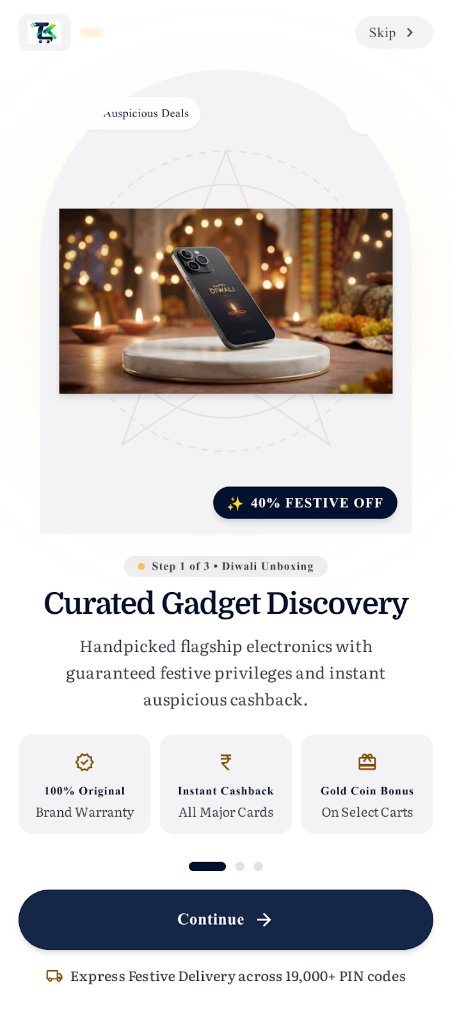 TK
Skip
Auspicious Deals
HAPPY
DIWALI
✨ 40% FESTIVE OFF
Step 1 of 3 • Diwali Unboxing
Curated Gadget Discovery
Handpicked flagship electronics with
guaranteed festive privileges and instant
auspicious cashback.
100% Original
Brand Warranty
₹
Instant Cashback
All Major Cards
Gold Coin Bonus
On Select Carts
Continue →
Express Festive Delivery across 19,000+ PIN codes